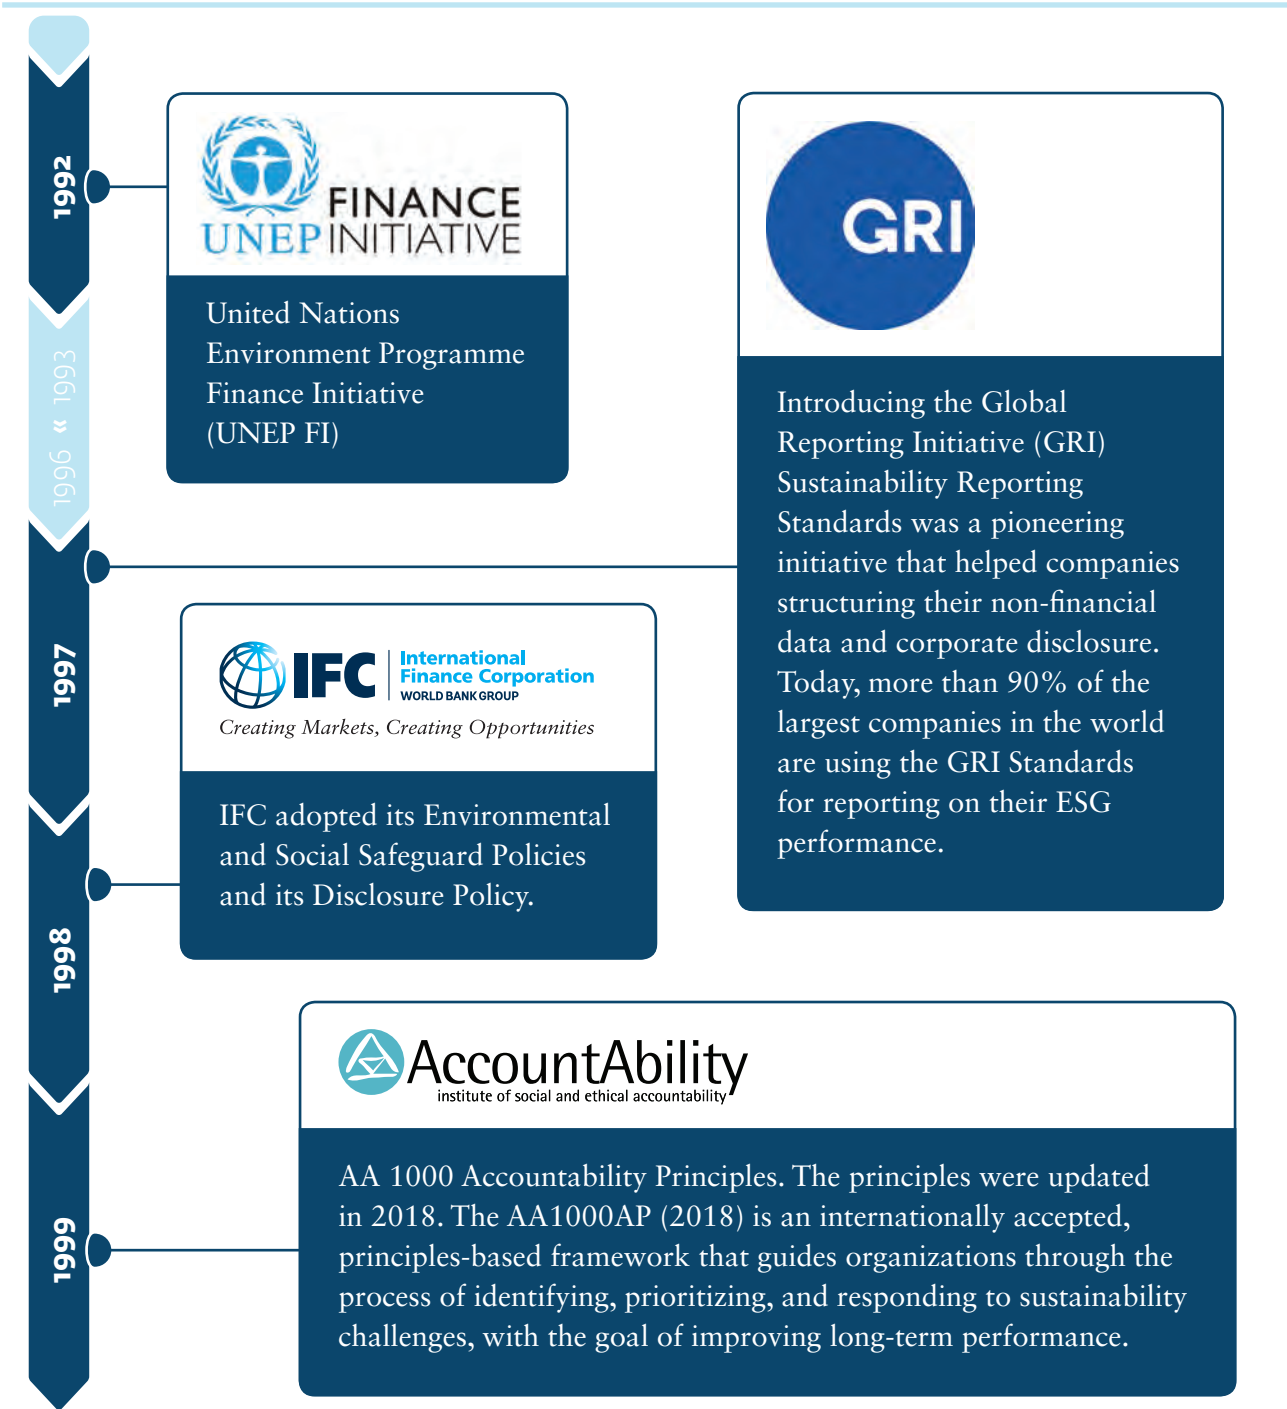 1992
FINANCE
UNEP INITIATIVE
United Nations
Environment Programme
Finance Initiative
(UNEP FI)
1996 « 1993
1997
GRI
Introducing the Global
Reporting Initiative (GRI)
Sustainability Reporting
Standards was a pioneering
initiative that helped companies
structuring their non-financial
data and corporate disclosure.
Today, more than 90% of the
largest companies in the world
are using the GRI Standards
for reporting on their ESG
performance.
1998
IFC
International
Finance Corporation
WORLD BANK GROUP
Creating Markets, Creating Opportunities
IFC adopted its Environmental
and Social Safeguard Policies
and its Disclosure Policy.
1999
AccountAbility
institute of social and ethical accountability
AA 1000 Accountability Principles. The principles were updated
in 2018. The AA1000AP (2018) is an internationally accepted,
principles-based framework that guides organizations through the
process of identifying, prioritizing, and responding to sustainability
challenges, with the goal of improving long-term performance.